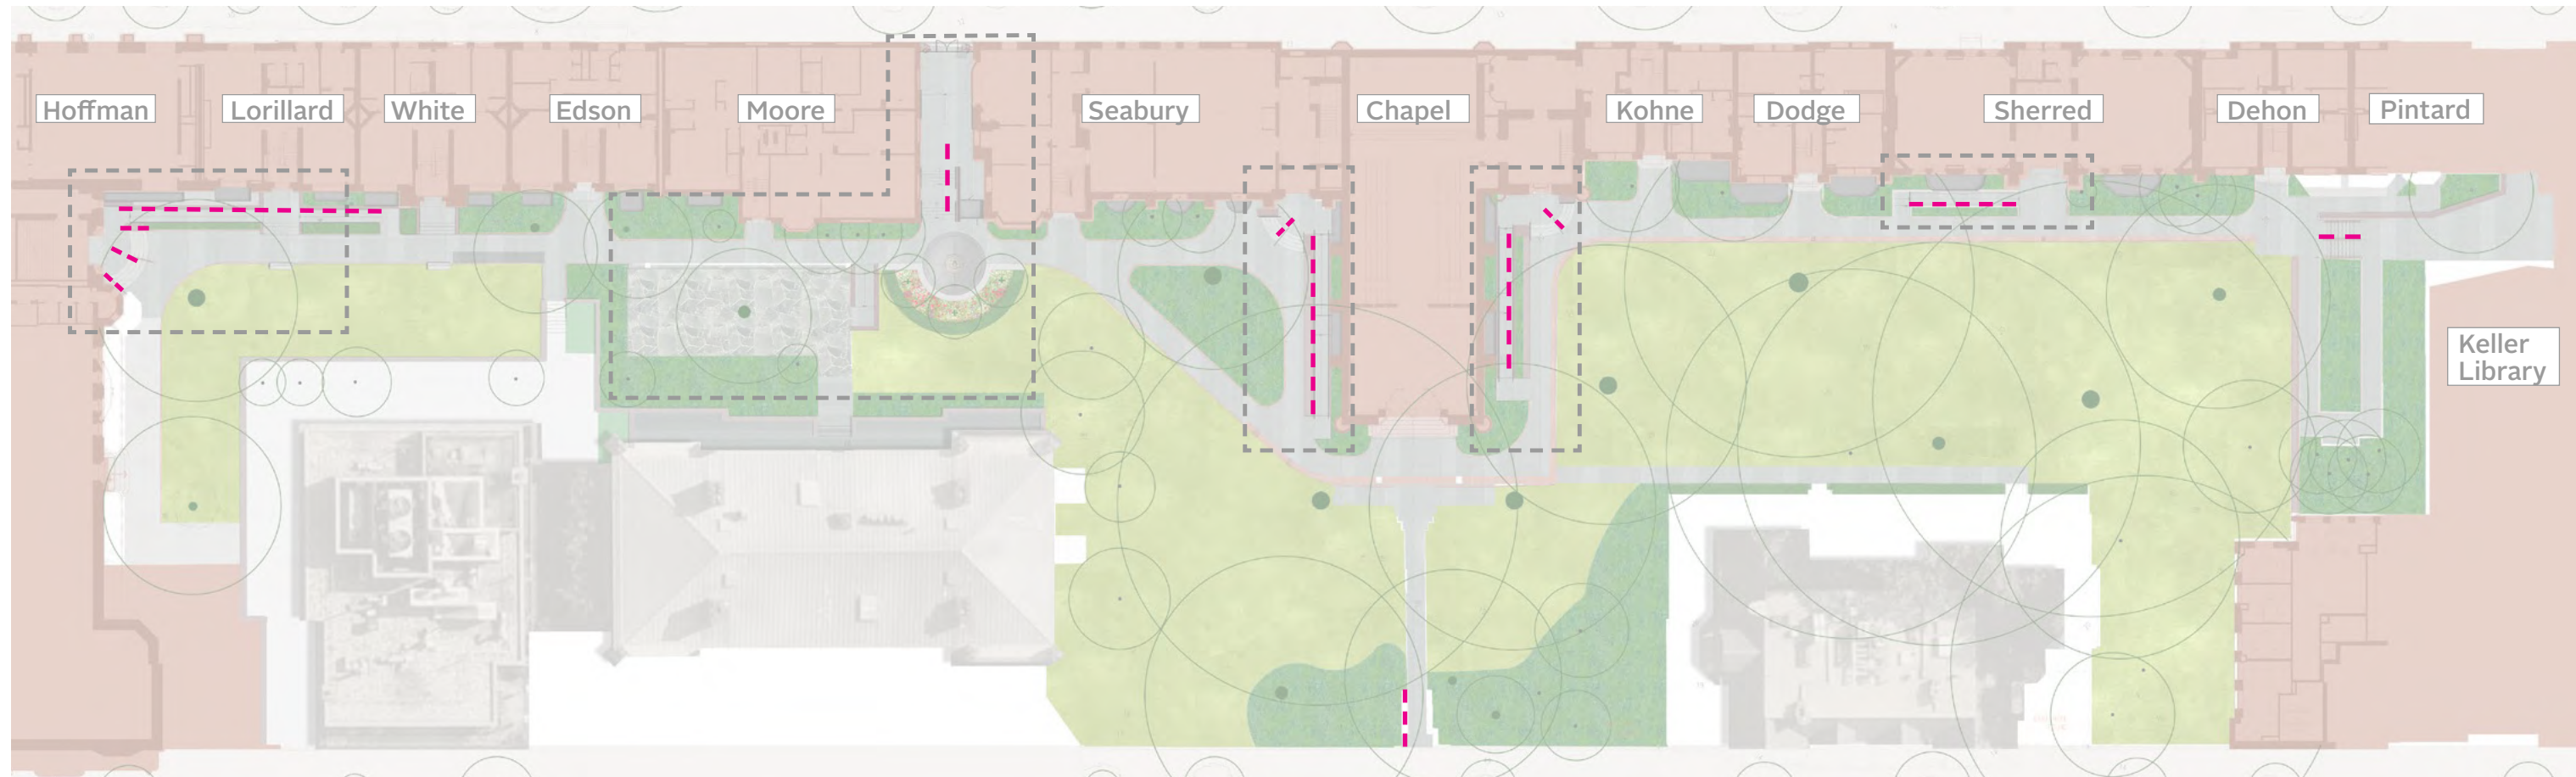 Hoffman
Lorillard
White
Edson
Moore
Seabury
Chapel
Kohne
Dodge
Sherred
Dehon
Pintard
Keller
Library